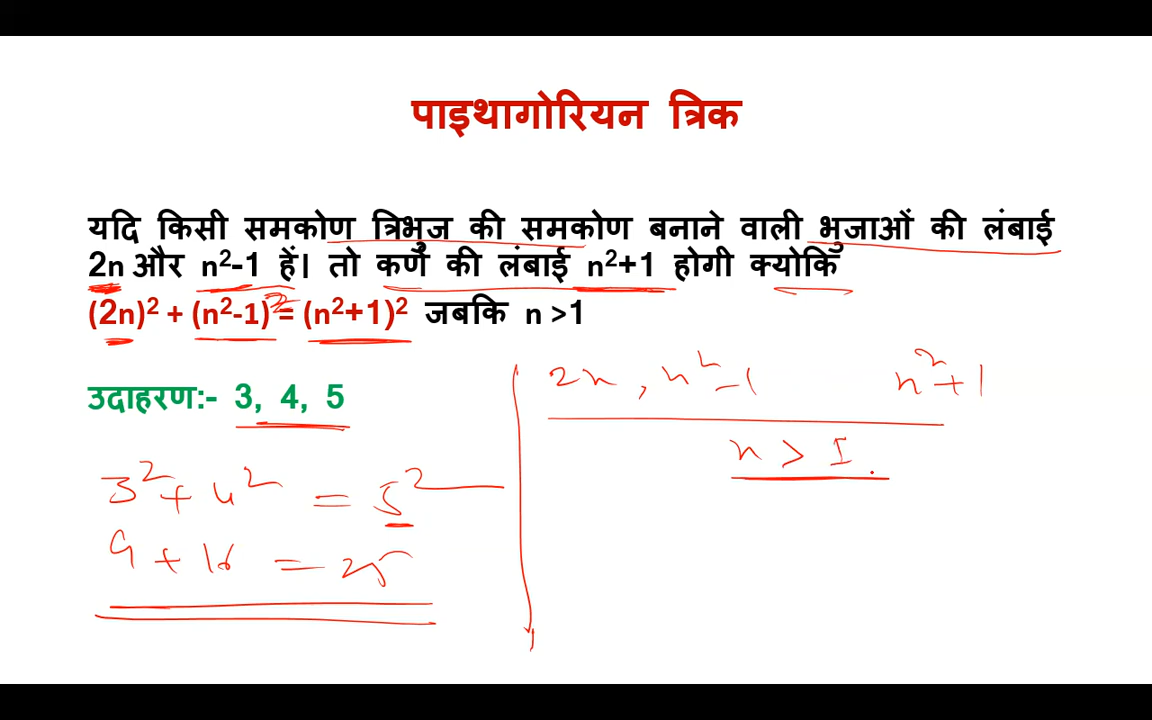 पाइथागोरियन त्रिक
यदि किसी समकोण त्रिभुज की समकोण बनाने वाली भुजाओं की लंबाई
2n और n²-1 हें। तो कर्ण की लंबाई n²+1 होगी क्योकि
(2n)² + (n²-1)² = (n²+1)² जबकि n >1
उदाहरण:- 3, 4, 5
3² + 4² = 5²
9 + 16 = 25
2n , n² - 1 n² + 1
n > 1.